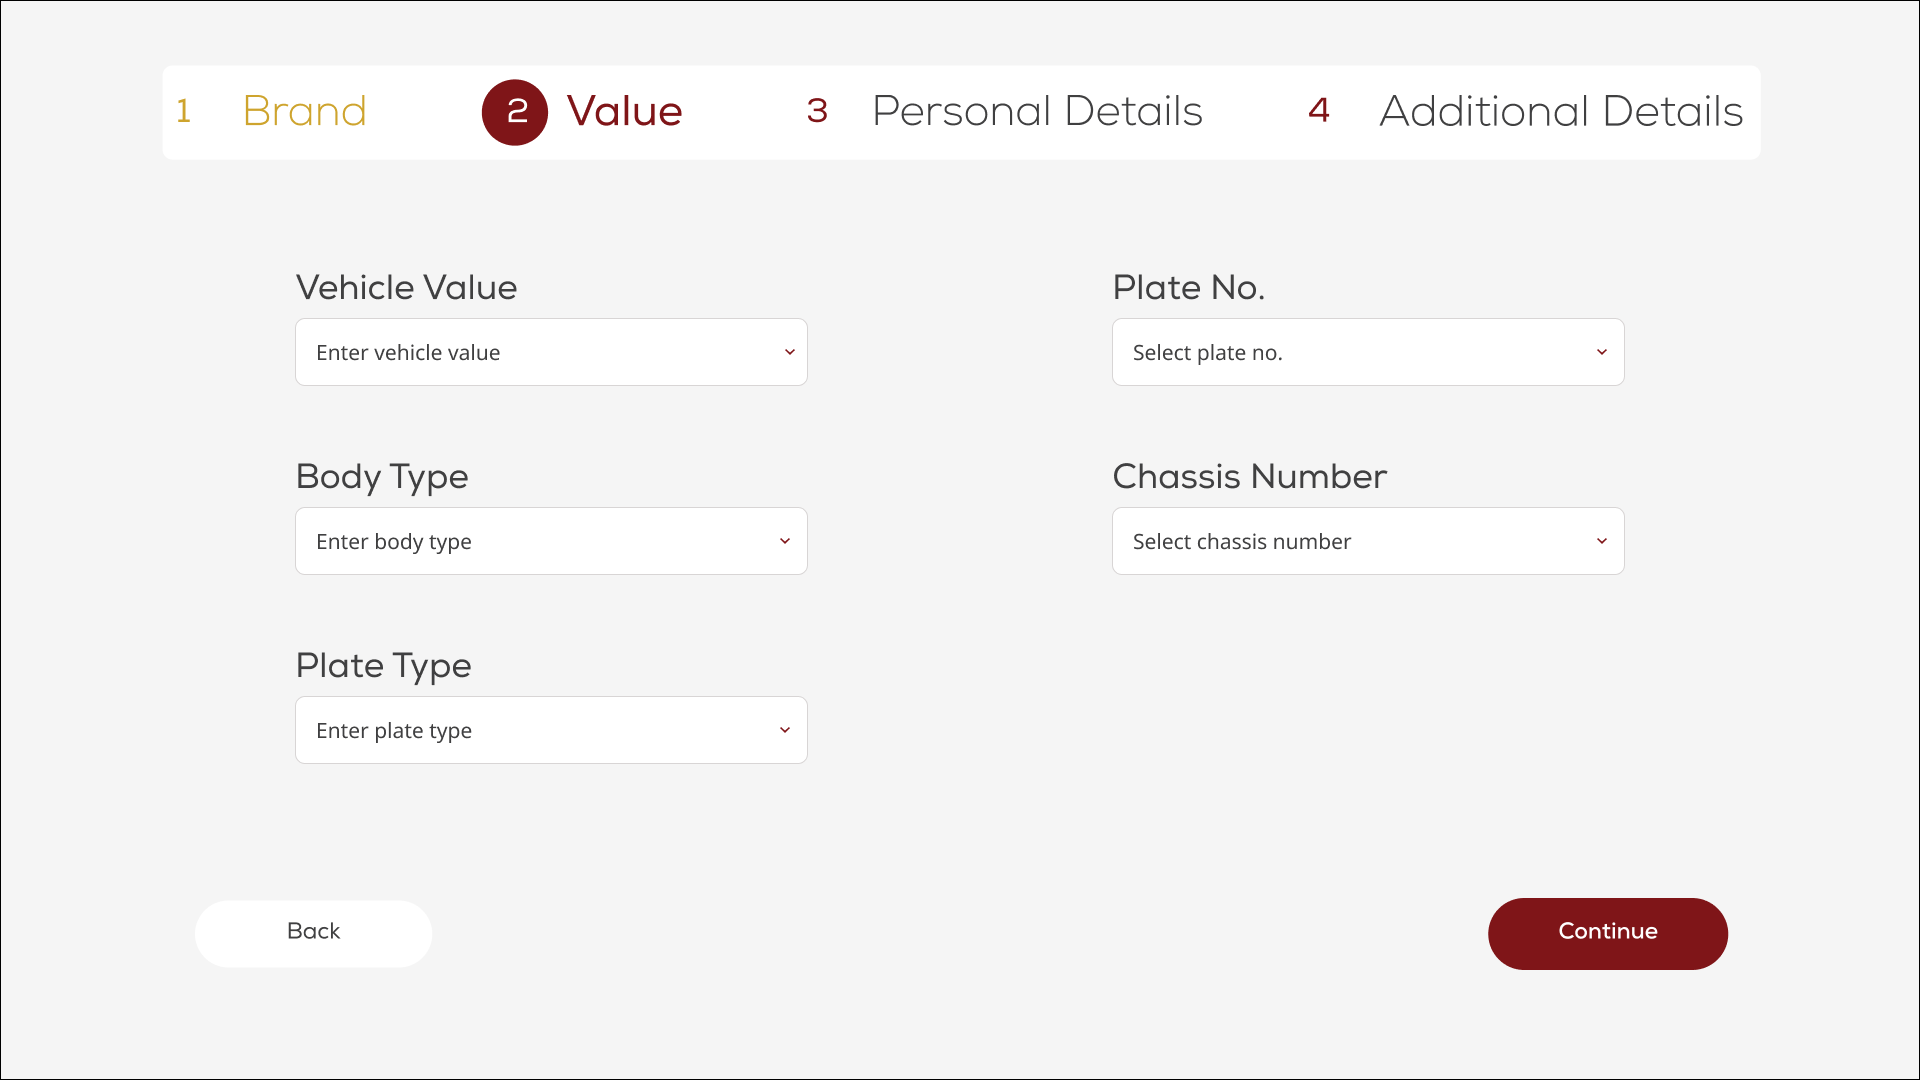 1 Brand 2 Value 3 Personal Details 4 Additional Details
Vehicle Value
Enter vehicle value
Plate No.
Select plate no.
Body Type
Enter body type
Chassis Number
Select chassis number
Plate Type
Enter plate type
Back
Continue